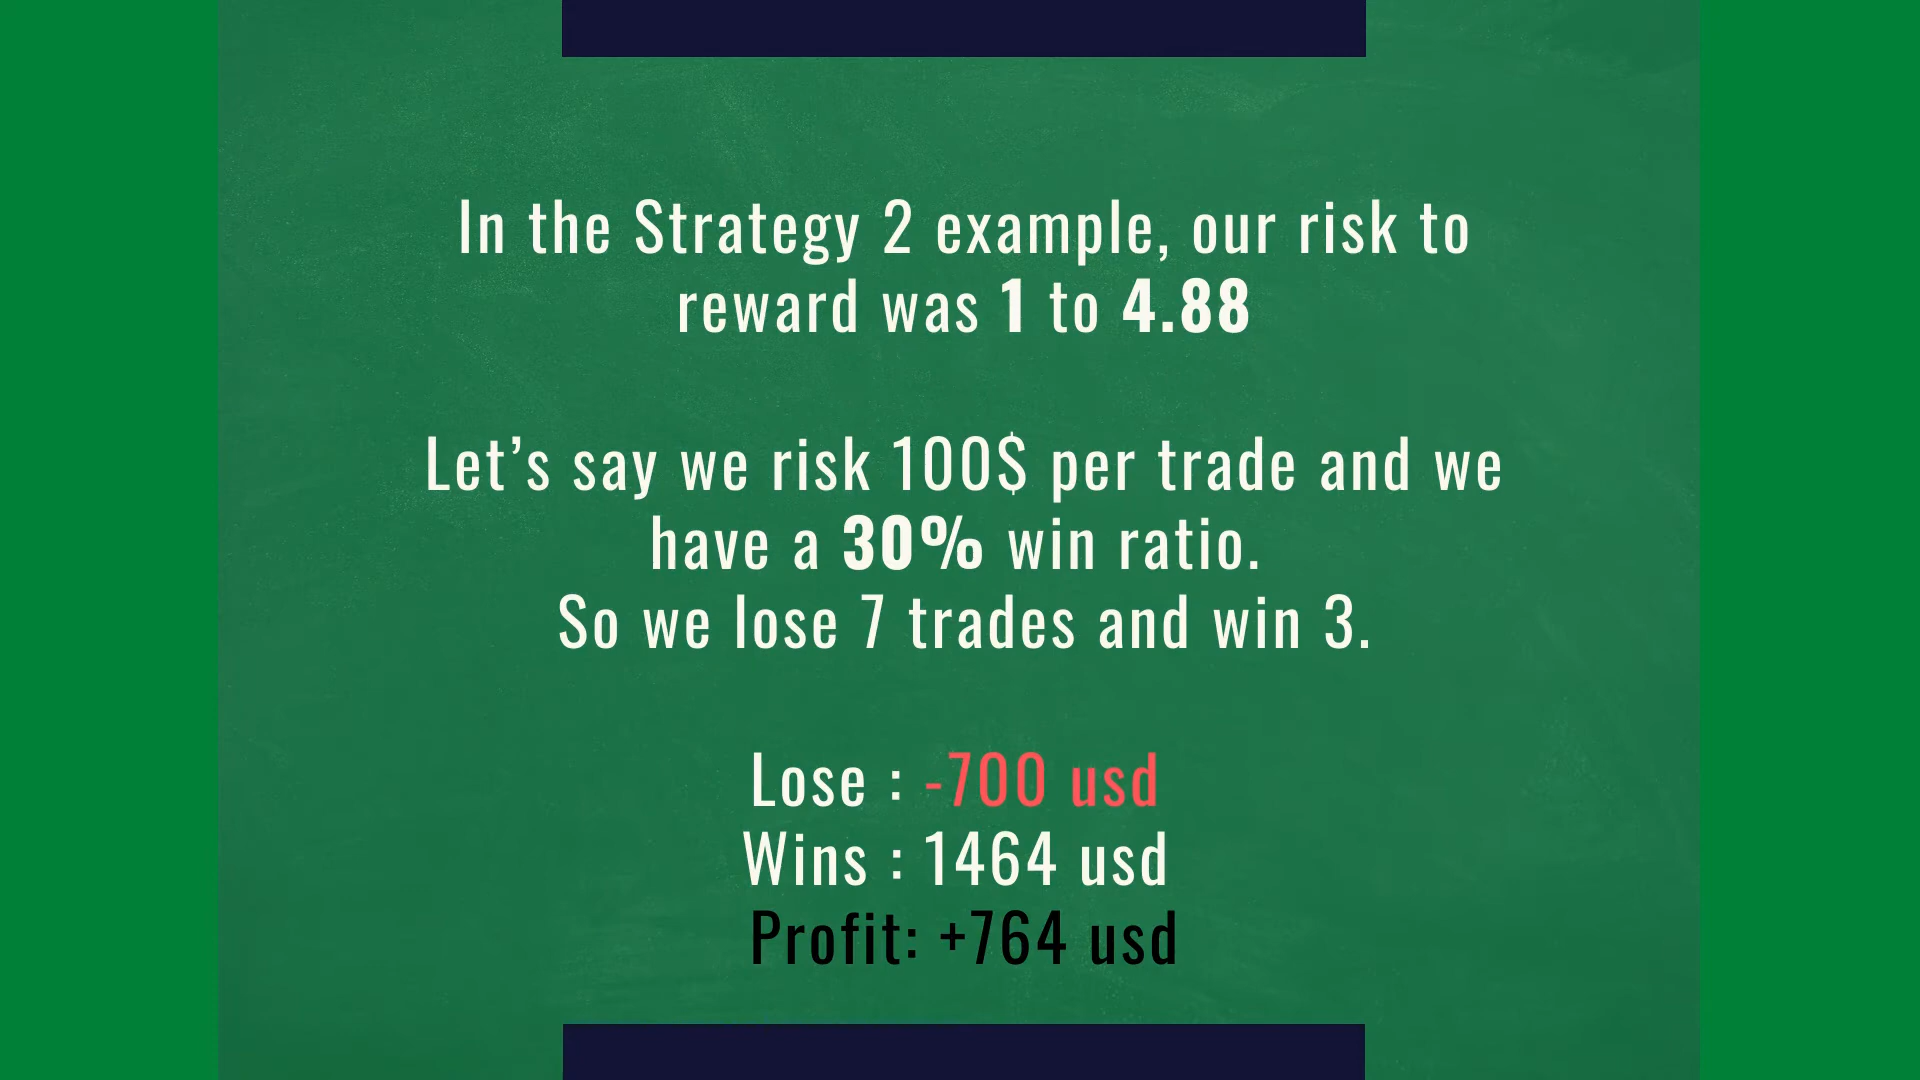 In the Strategy 2 example, our risk to
reward was 1 to 4.88
Let’s say we risk 100$ per trade and we
have a 30% win ratio.
So we lose 7 trades and win 3.
Lose : -700 usd
Wins : 1464 usd
Profit: +764 usd